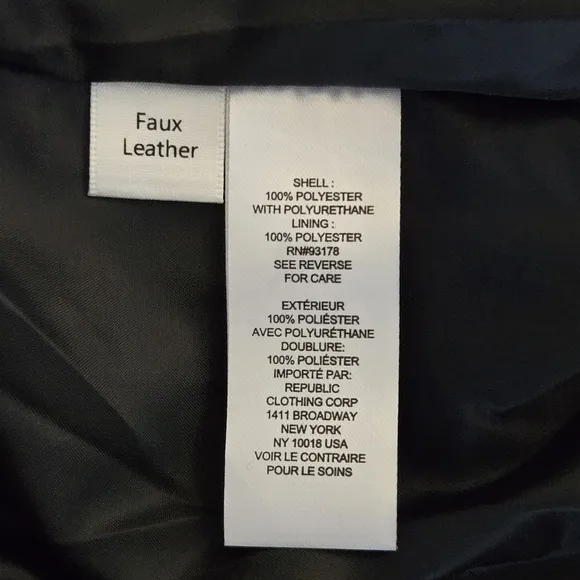 Faux
Leather
SHELL :
100% POLYESTER
WITH POLYURETHANE
LINING :
100% POLYESTER
RN#93178
SEE REVERSE
FOR CARE
EXTÉRIEUR
100% POLIÉSTER
AVEC POLYURÉTHANE
DOUBLURE:
100% POLIÉSTER
IMPORTÉ PAR:
REPUBLIC
CLOTHING CORP
1411 BROADWAY
NEW YORK
NY 10018 USA
VOIR LE CONTRAIRE
POUR LE SOINS